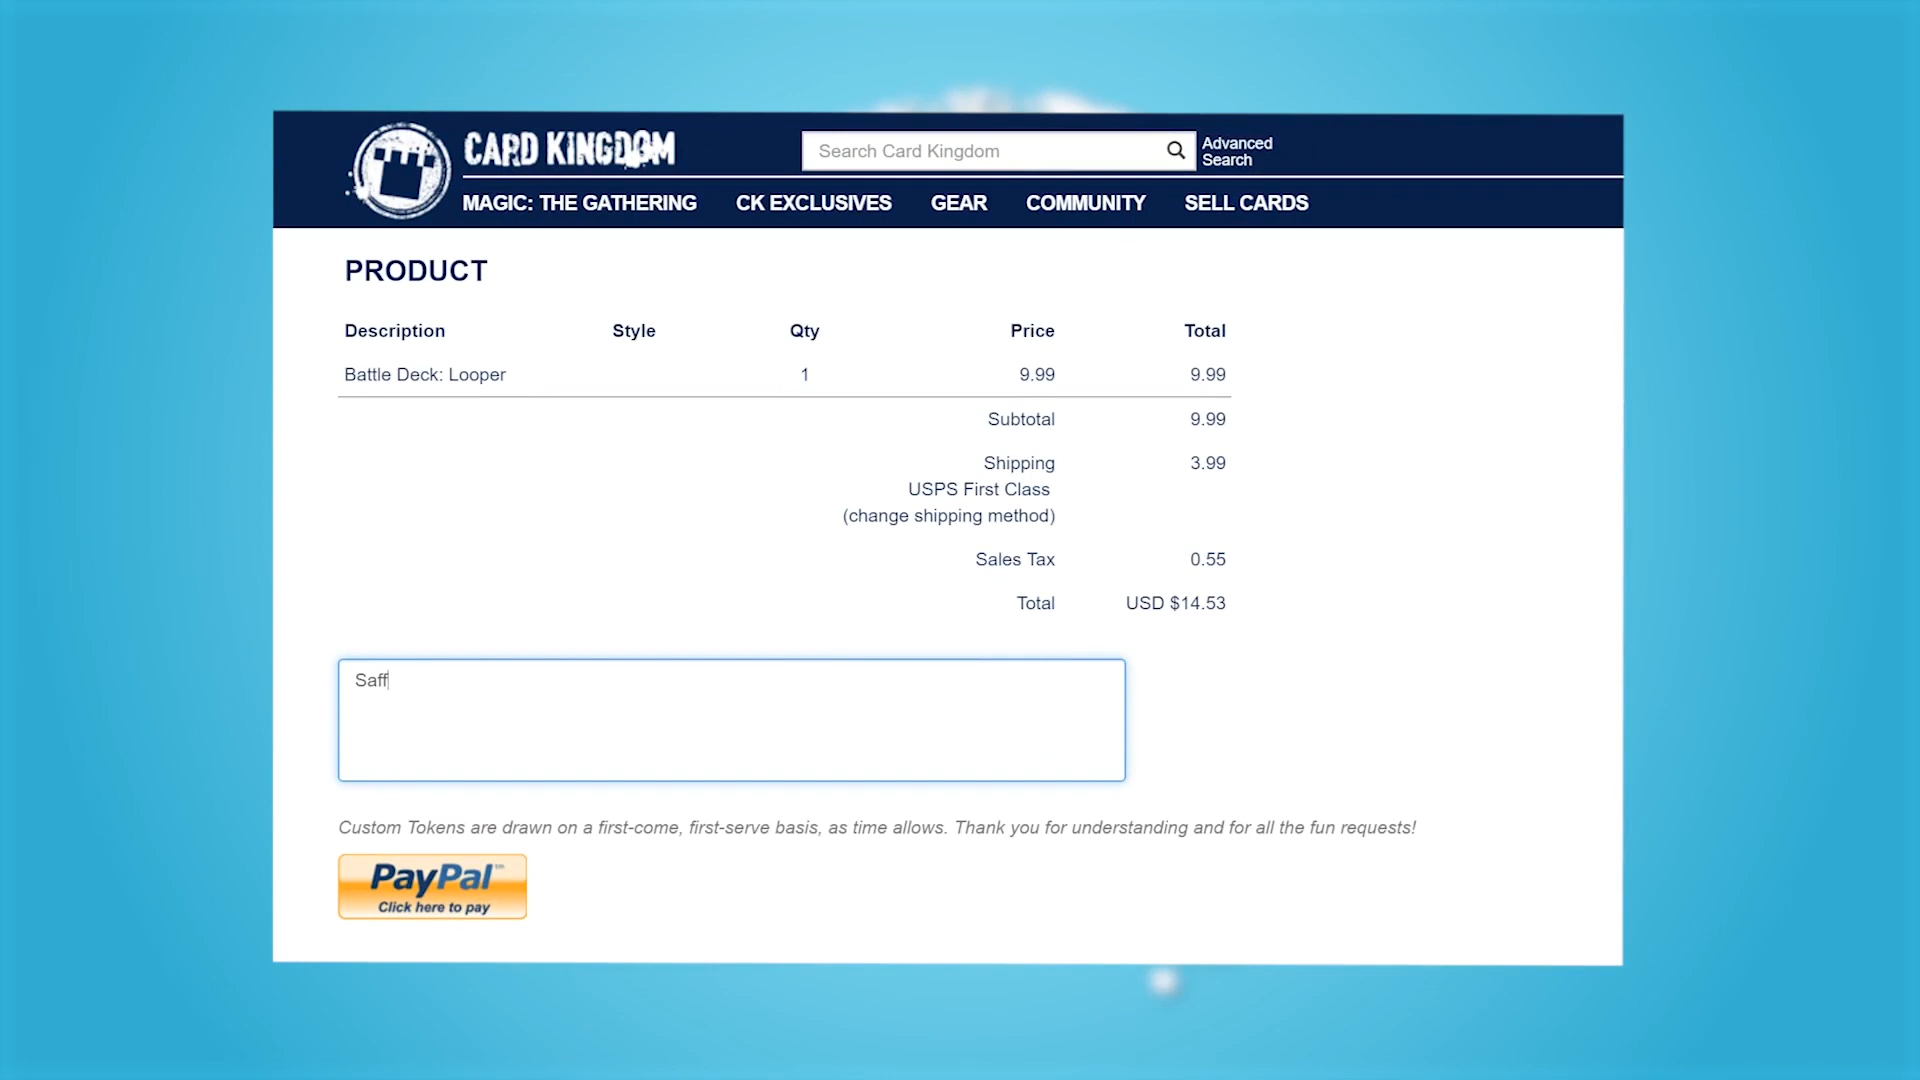 CARD KINGDOM
Search Card Kingdom
Advanced
Search
MAGIC: THE GATHERING CK EXCLUSIVES GEAR COMMUNITY SELL CARDS
PRODUCT
Description Style Qty Price Total
Battle Deck: Looper 1 9.99 9.99
Subtotal 9.99
Shipping 3.99
USPS First Class
(change shipping method)
Sales Tax 0.55
Total USD $14.53
Saff
Custom Tokens are drawn on a first-come, first-serve basis, as time allows. Thank you for understanding and for all the fun requests!
PayPal℠
Click here to pay